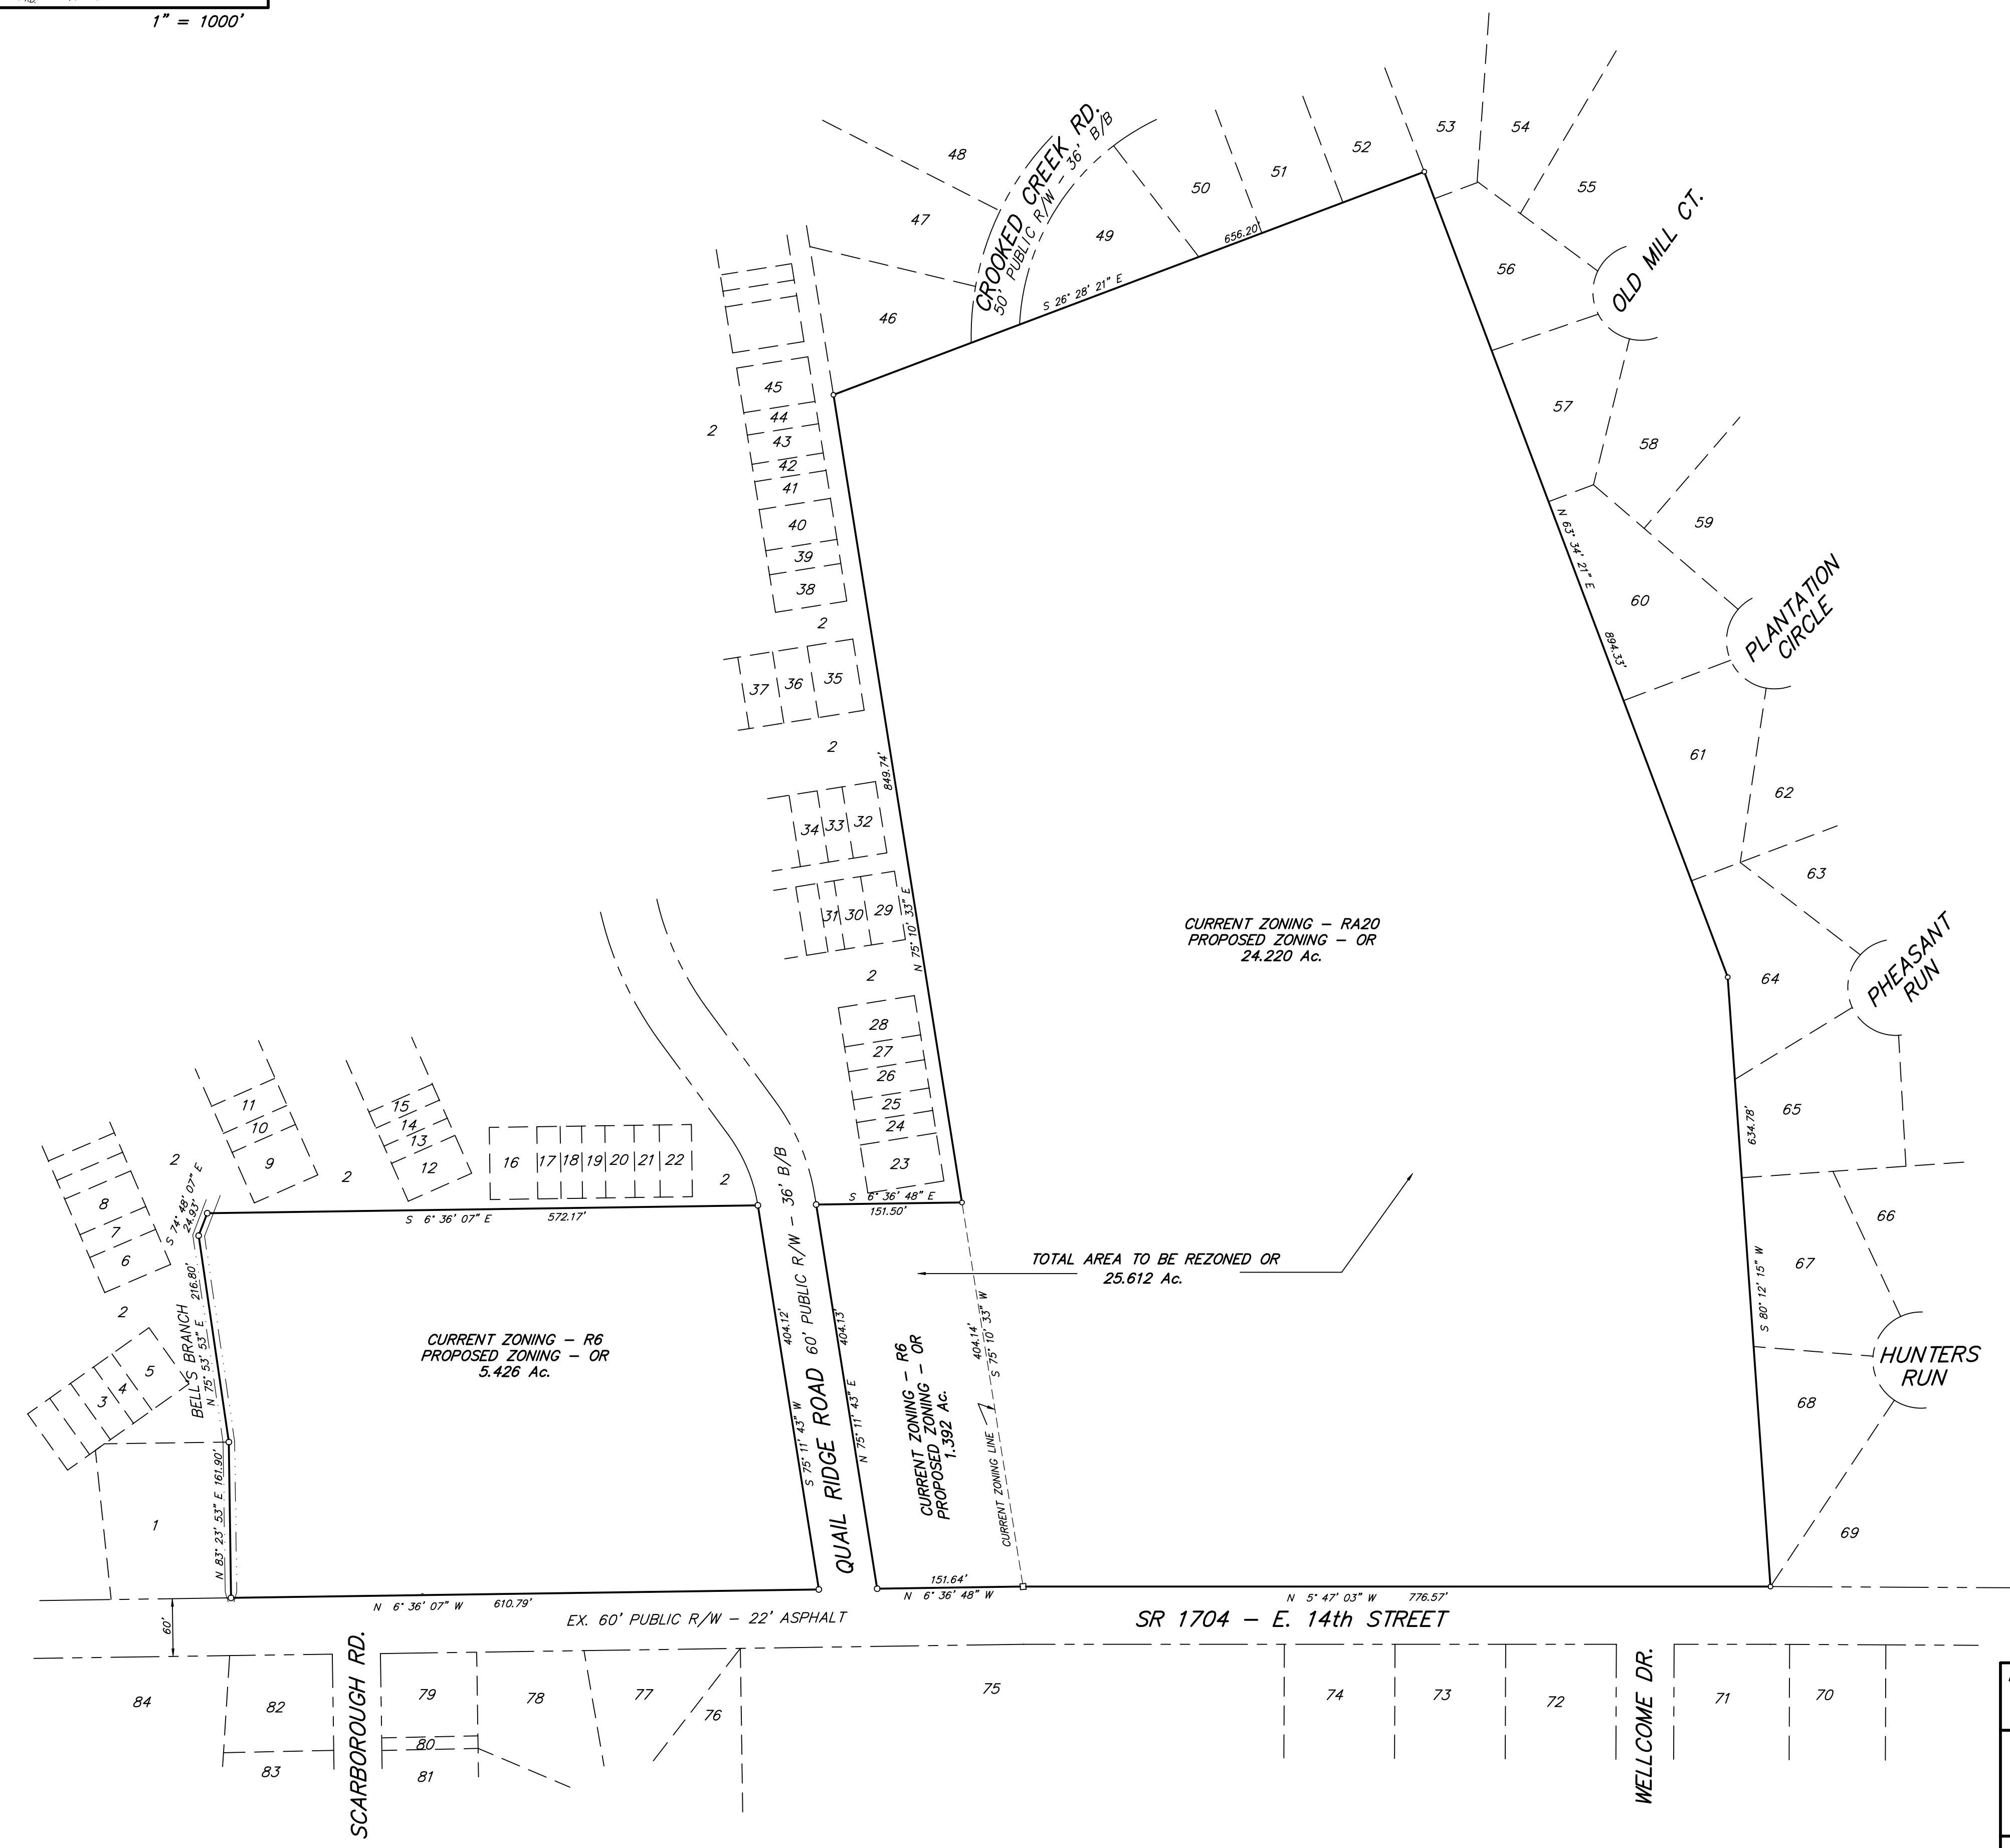 1" = 1000'
48
47
46
CROOKED CREEK RD.
50' PUBLIC R/W - 36' B/B
49
50
51
52
53
54
55
56
OLD MILL CT.
S 26° 28' 21" E
656.20'
57
58
59
60
N 63° 34' 21" E
894.33'
PLANTATION
CIRCLE
61
62
63
64
PHEASANT
RUN
65
634.78'
66
67
S 80° 12' 15" W
HUNTERS
RUN
68
69
45
44
43
42
41
40
39
38
2
2
37
36
35
2
849.74'
34
33
32
31
30
29
N 75° 10' 33" E
2
28
27
26
25
24
23
CURRENT ZONING - RA20
PROPOSED ZONING - OR
24.220 Ac.
TOTAL AREA TO BE REZONED OR
25.612 Ac.
S 6° 36' 48" E
151.50'
11
10
9
2
15
14
13
12
2
16
17
18
19
20
21
22
2
8
7
6
2
S 74° 48' 07" E
24.93'
S 6° 36' 07" E 572.17'
BELL'S BRANCH
N 75° 53' 53" E 216.80'
5
4
3
1
N 83° 23' 53" E 161.90'
CURRENT ZONING - R6
PROPOSED ZONING - OR
5.426 Ac.
404.12'
S 75° 11' 43" W
QUAIL RIDGE ROAD 60' PUBLIC R/W - 36' B/B
404.13'
N 75° 11' 43" E
CURRENT ZONING - R6
PROPOSED ZONING - OR
1.392 Ac.
404.14'
S 75° 10' 33" W
CURRENT ZONING LINE
N 6° 36' 07" W 610.79'
151.64'
N 6° 36' 48" W
N 5° 47' 03" W 776.57'
60'
EX. 60' PUBLIC R/W - 22' ASPHALT
SR 1704 - E. 14th STREET
84
82
83
SCARBOROUGH RD.
79
80
81
78
77
76
75
74
73
72
WELLCOME DR.
71
70